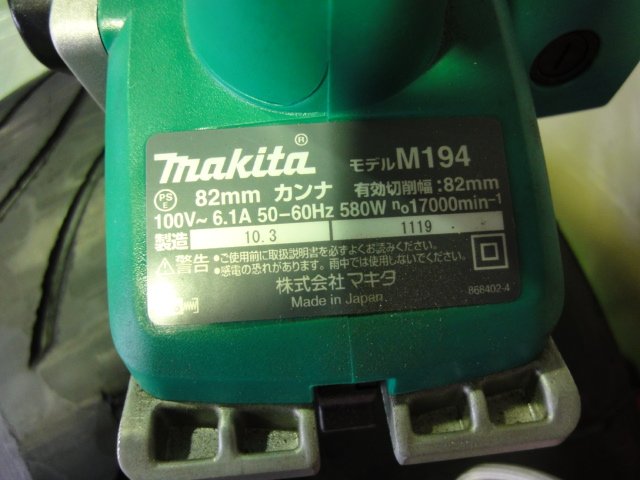 makita® モデルM194
PS E 82mm カンナ 有効切削幅:82mm
100V~ 6.1A 50-60Hz 580W n₀17000min⁻¹
製造 10.3 1119
警告 •ご使用前に取扱説明書を必ずよくお読みください。
•感電の恐れがあります。雨中では使用しないでください。
株式会社マキタ
Made in Japan 868402-4